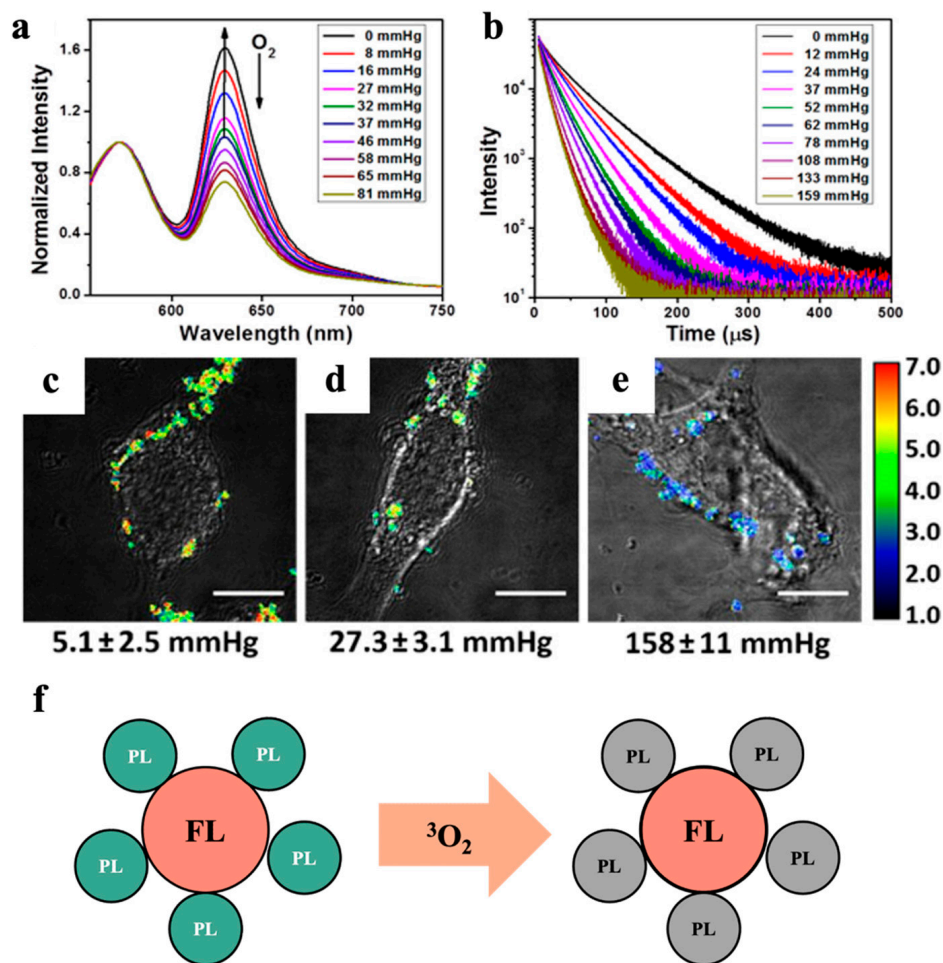 a
1.6
1.2
0.8
0.4
0.0
Normalized Intensity
O2
0 mmHg
8 mmHg
16 mmHg
27 mmHg
32 mmHg
37 mmHg
46 mmHg
58 mmHg
65 mmHg
81 mmHg
600 650 700 750
Wavelength (nm)
b
10^4
10^3
10^2
10^1
Intensity
0 mmHg
12 mmHg
24 mmHg
37 mmHg
52 mmHg
62 mmHg
78 mmHg
108 mmHg
133 mmHg
159 mmHg
0 100 200 300 400 500
Time (μs)
c
d
e
7.0
6.0
5.0
4.0
3.0
2.0
1.0
5.1±2.5 mmHg
27.3±3.1 mmHg
158±11 mmHg
f
PL
PL
FL
PL
PL
PL
³O₂
PL
PL
FL
PL
PL
PL